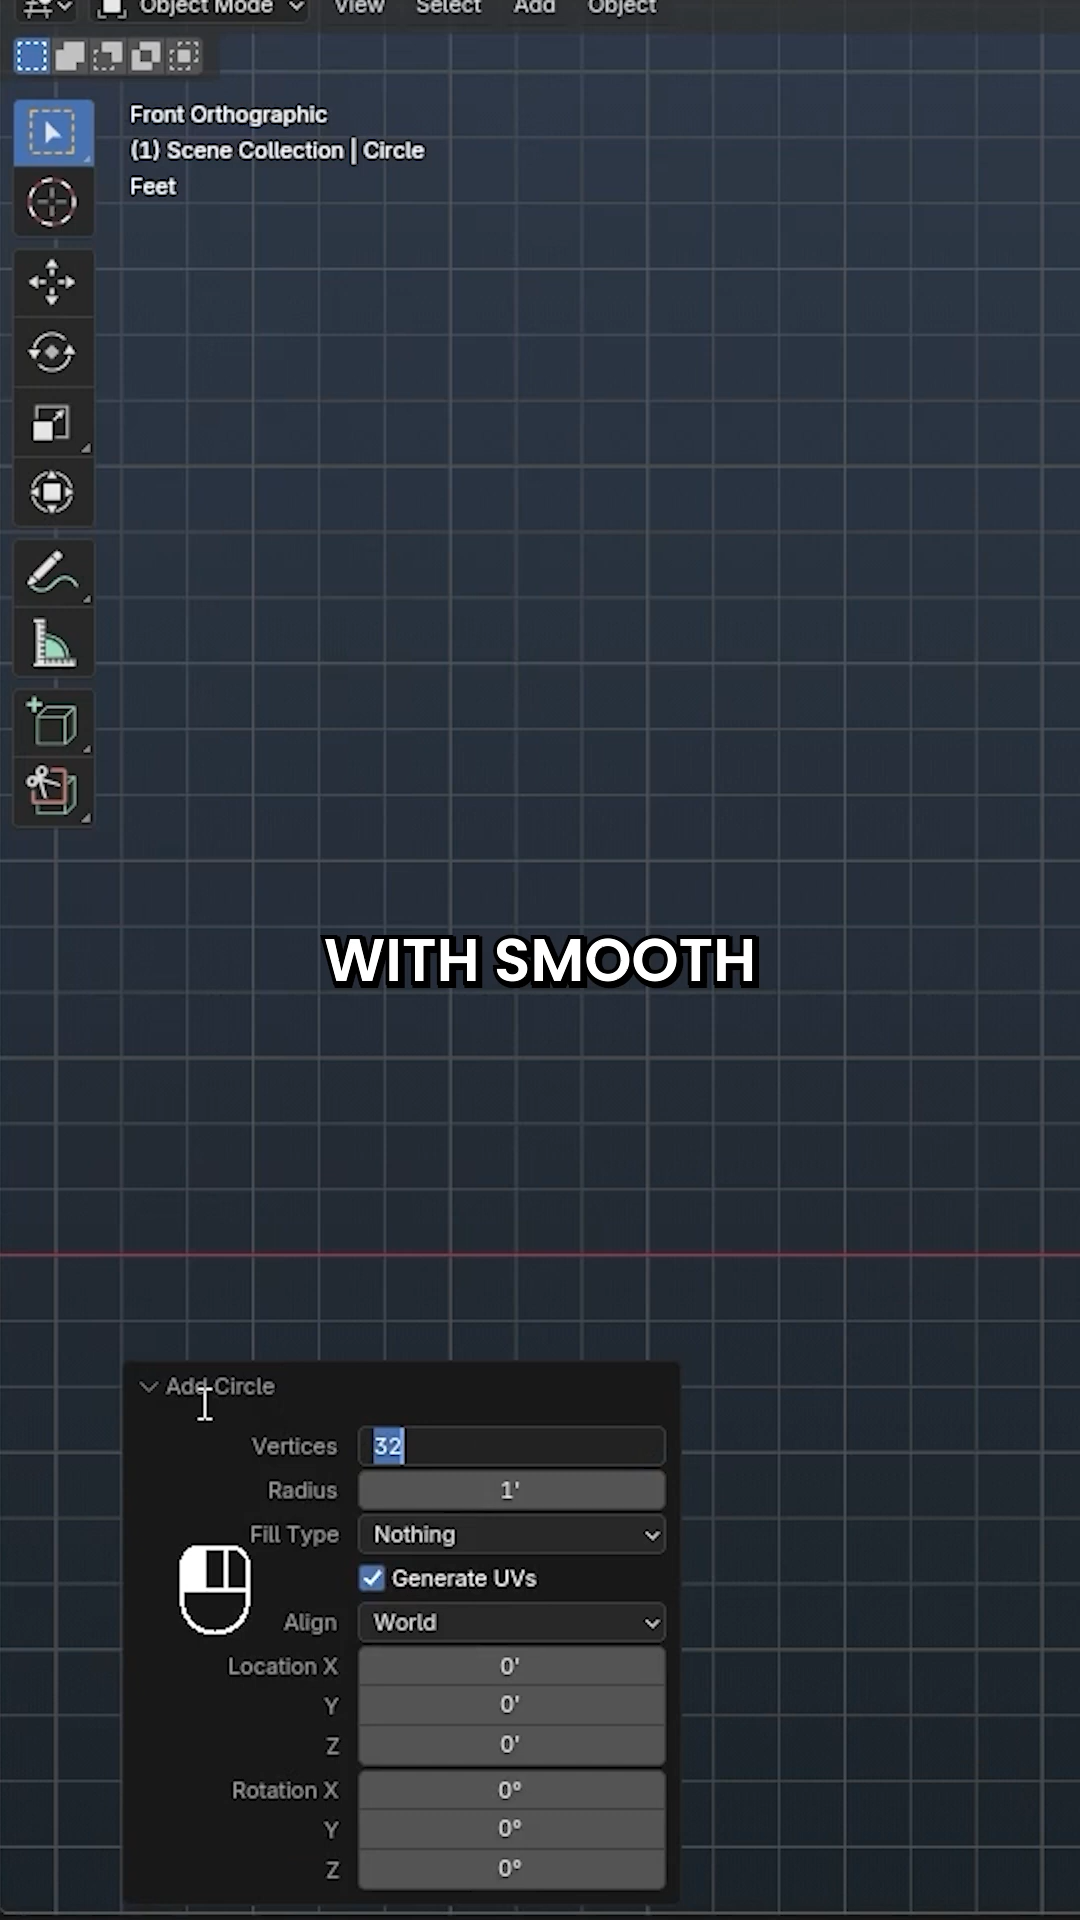 Object Mode View Select Add Object
Front Orthographic
(1) Scene Collection | Circle
Feet
WITH SMOOTH
Add Circle
Vertices 32
Radius 1'
Fill Type Nothing
Generate UVs
Align World
Location X 0'
Y 0'
Z 0'
Rotation X 0°
Y 0°
Z 0°